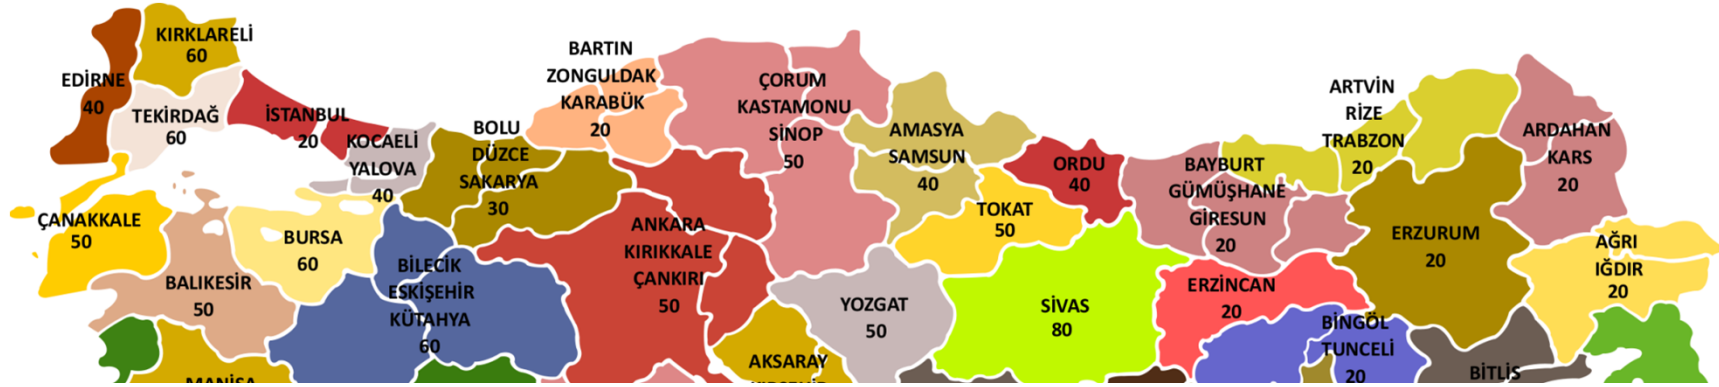 KIRKLARELİ
60
EDİRNE
40
TEKİRDAĞ
60
İSTANBUL
20
KOCAELİ
YALOVA
40
BOLU
DÜZCE
SAKARYA
30
BARTIN
ZONGULDAK
KARABÜK
20
ÇORUM
KASTAMONU
SİNOP
50
AMASYA
SAMSUN
40
ORDU
40
TOKAT
50
BAYBURT
GÜMÜŞHANE
GİRESUN
20
ARTVİN
RİZE
TRABZON
20
ARDAHAN
KARS
20
ERZURUM
20
AĞRI
IĞDIR
20
ÇANAKKALE
50
BALIKESİR
50
BURSA
60
BİLECİK
ESKİŞEHİR
KÜTAHYA
60
ANKARA
KIRIKKALE
ÇANKIRI
50
YOZGAT
50
SİVAS
80
ERZİNCAN
20
BİNGÖL
TUNCELİ
20
BİTLİS
AKSARAY
KIRŞEHİR
MANİSA